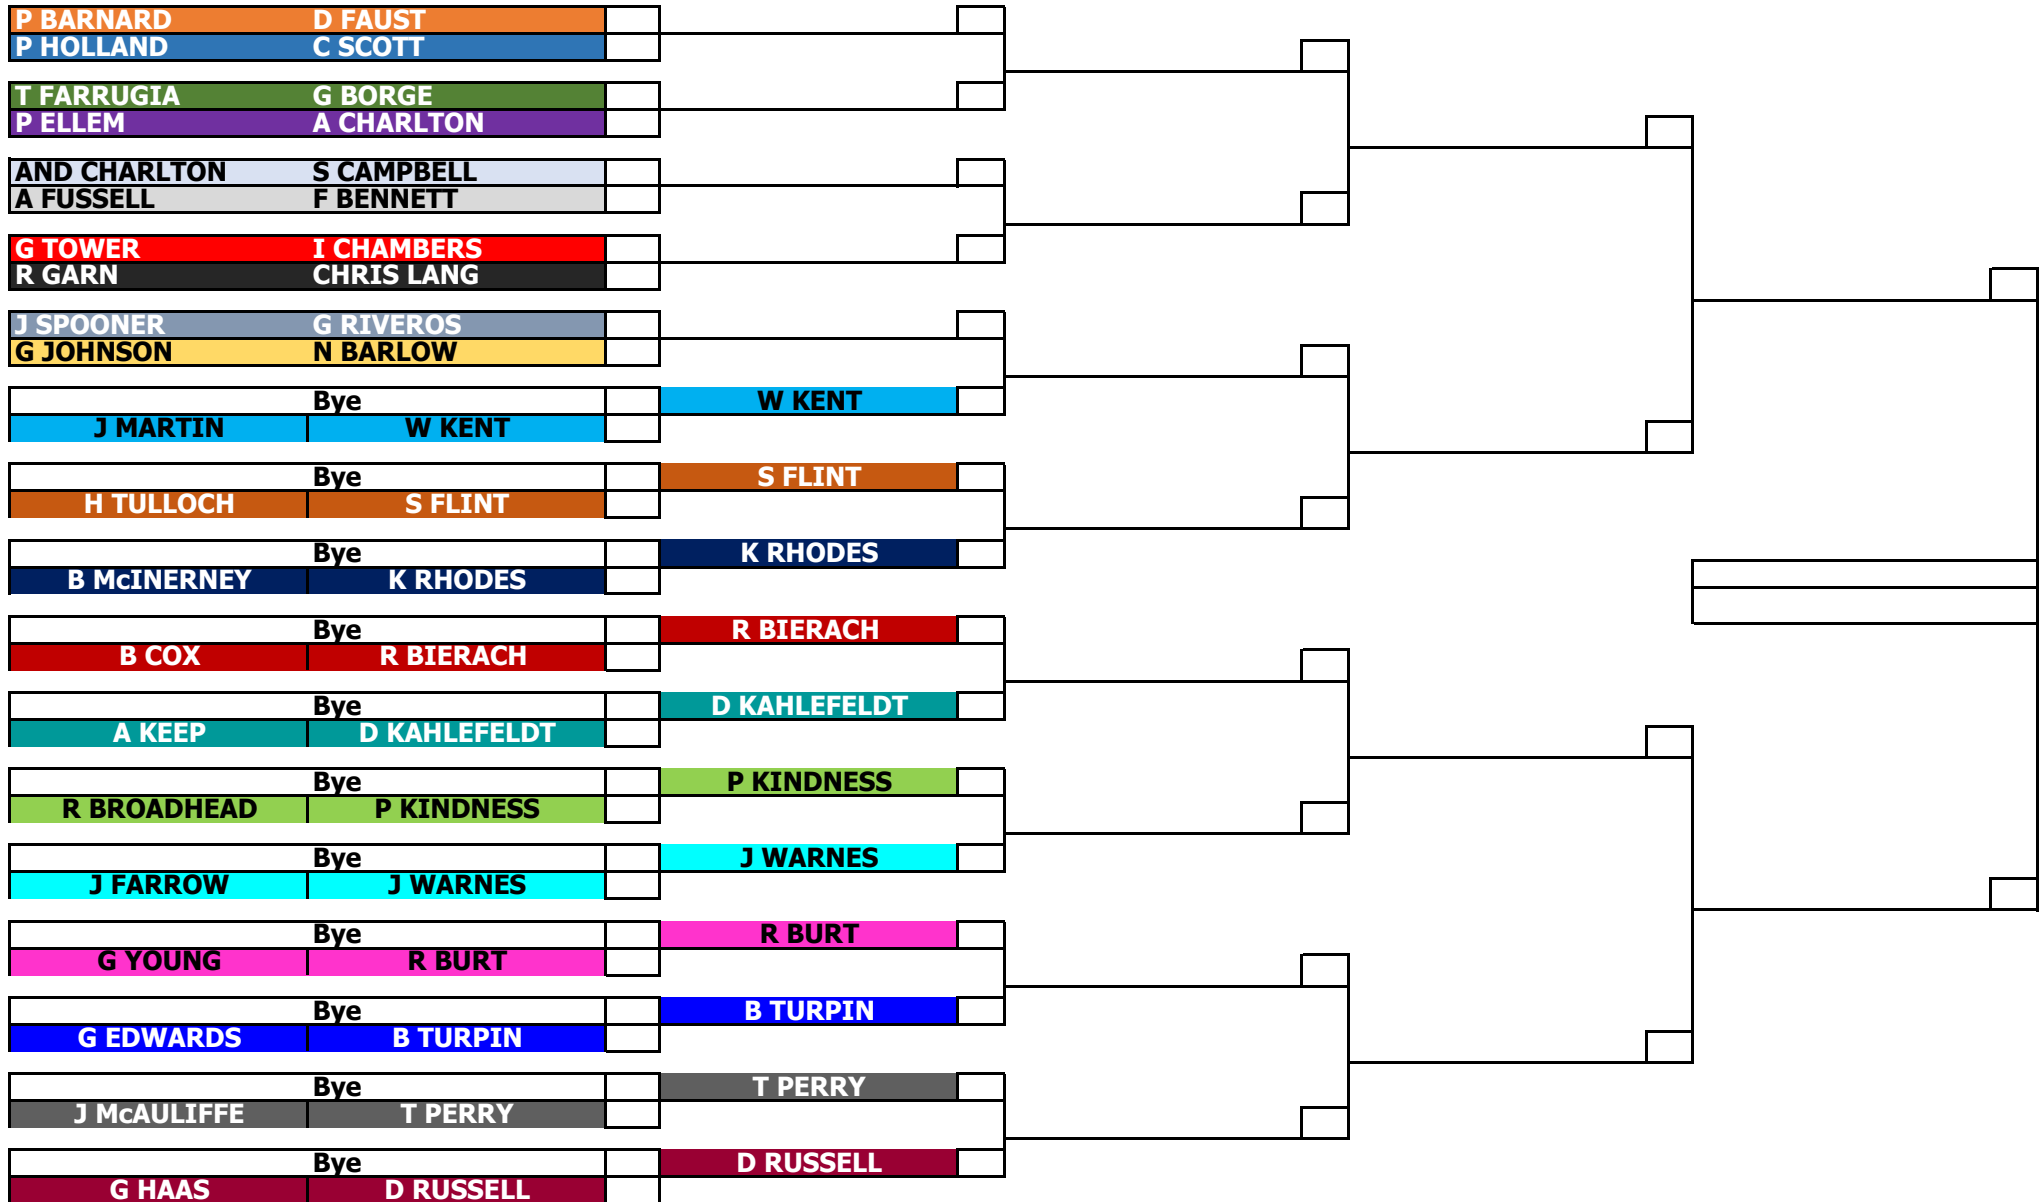 P BARNARD D FAUST
P HOLLAND C SCOTT
T FARRUGIA G BORGE
P ELLEM A CHARLTON
AND CHARLTON S CAMPBELL
A FUSSELL F BENNETT
G TOWER I CHAMBERS
R GARN CHRIS LANG
J SPOONER G RIVEROS
G JOHNSON N BARLOW
Bye W KENT
J MARTIN W KENT
Bye S FLINT
H TULLOCH S FLINT
Bye K RHODES
B McINERNEY K RHODES
Bye R BIERACH
B COX R BIERACH
Bye D KAHLEFELDT
A KEEP D KAHLEFELDT
Bye P KINDNESS
R BROADHEAD P KINDNESS
Bye J WARNES
J FARROW J WARNES
Bye R BURT
G YOUNG R BURT
Bye B TURPIN
G EDWARDS B TURPIN
Bye T PERRY
J McAULIFFE T PERRY
Bye D RUSSELL
G HAAS D RUSSELL